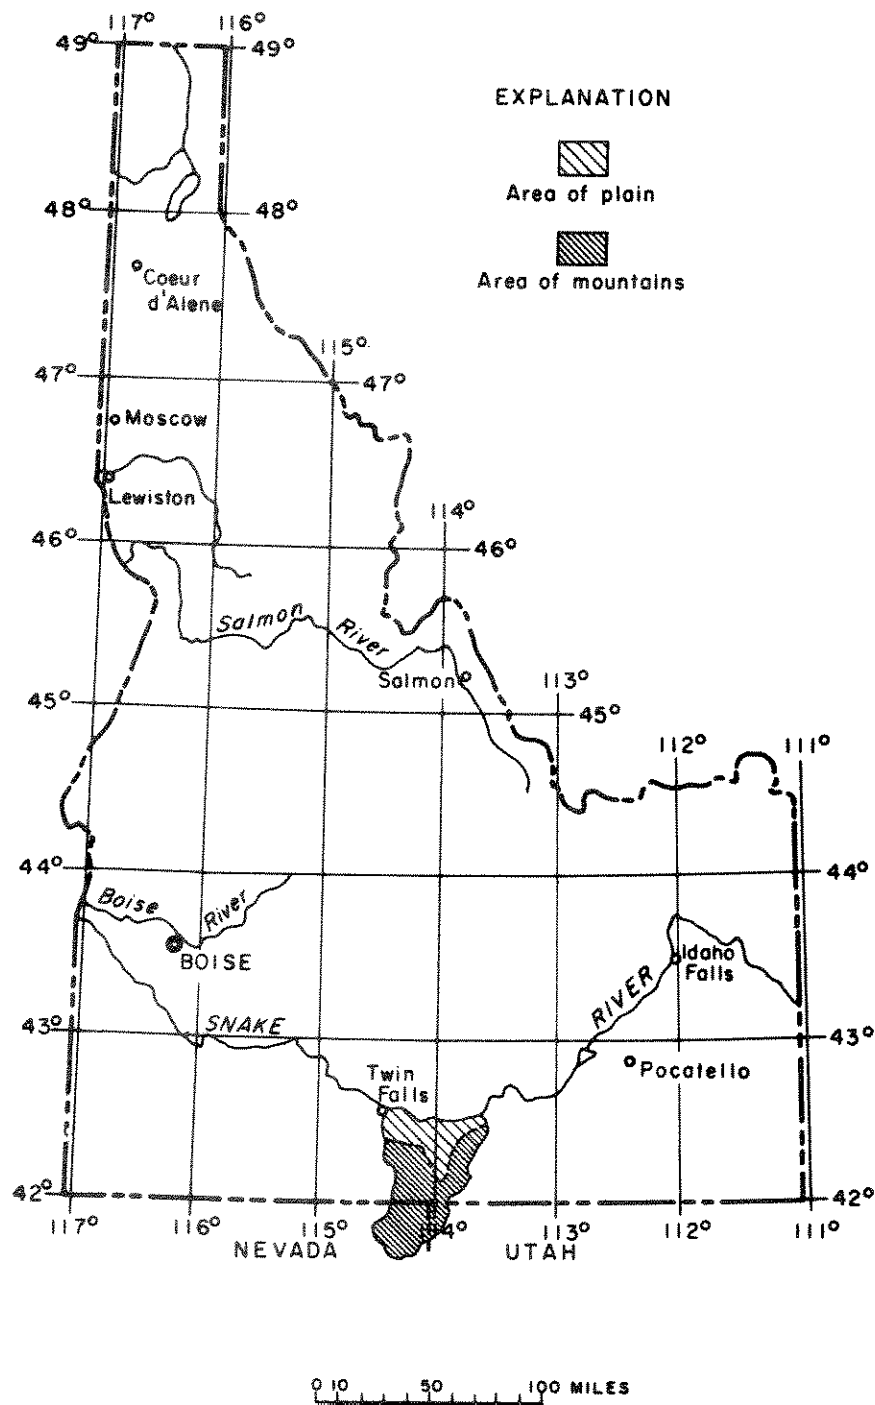 117° 116°
49° 49°
EXPLANATION
Area of plain
48° 48°
Area of mountains
Coeur
d'Alene
115°
47° 47°
Moscow
Lewiston
114°
46° 46°
Salmon River
Salmon
113°
45° 45°
112° 111°
44° 44°
Boise River
BOISE
Idaho
Falls
RIVER
43° SNAKE 43°
Pocatello
Twin
Falls
42° 42°
117° 116° 115° 114° 113° 112° 111°
NEVADA UTAH
0 10 50 100 MILES